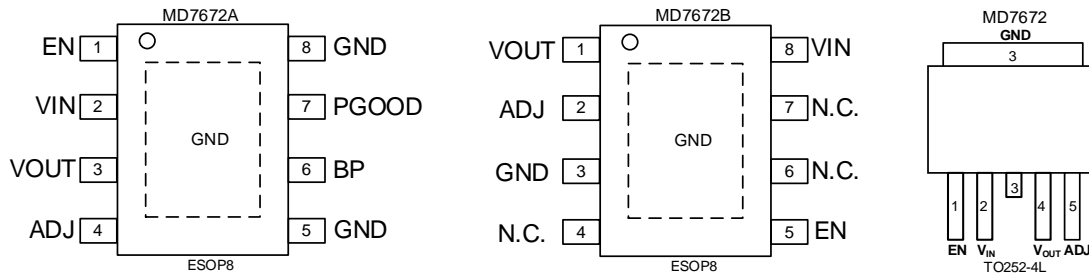 MD7672A
EN 1 8 GND
VIN 2 7 PGOOD
GND
VOUT 3 6 BP
ADJ 4 5 GND
ESOP8
MD7672B
VOUT 1 8 VIN
ADJ 2 7 N.C.
GND
GND 3 6 N.C.
N.C. 4 5 EN
ESOP8
MD7672
GND
3
1 2 3 4 5
EN VIN VOUT ADJ
TO252-4L